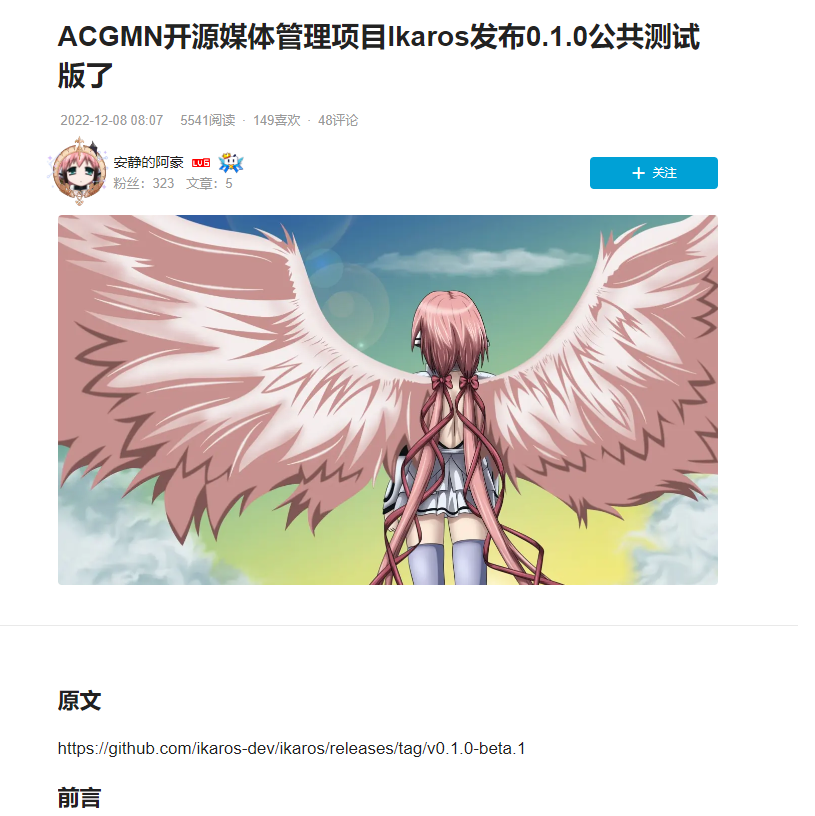 ACGMN开源媒体管理项目Ikaros发布0.1.0公共测试
版了
2022-12-08 08:07 5541阅读 · 149喜欢 · 48评论
安静的阿豪 LV6
粉丝：323 文章：5
+ 关注
原文
https://github.com/ikaros-dev/ikaros/releases/tag/v0.1.0-beta.1
前言